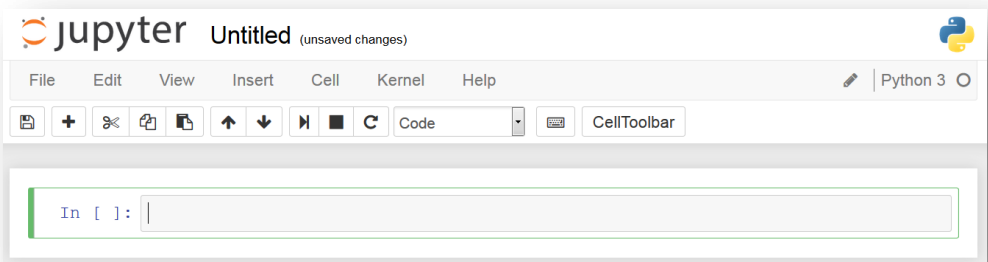 jupyter Untitled (unsaved changes)
File Edit View Insert Cell Kernel Help Python 3
Code CellToolbar
In [ ]: